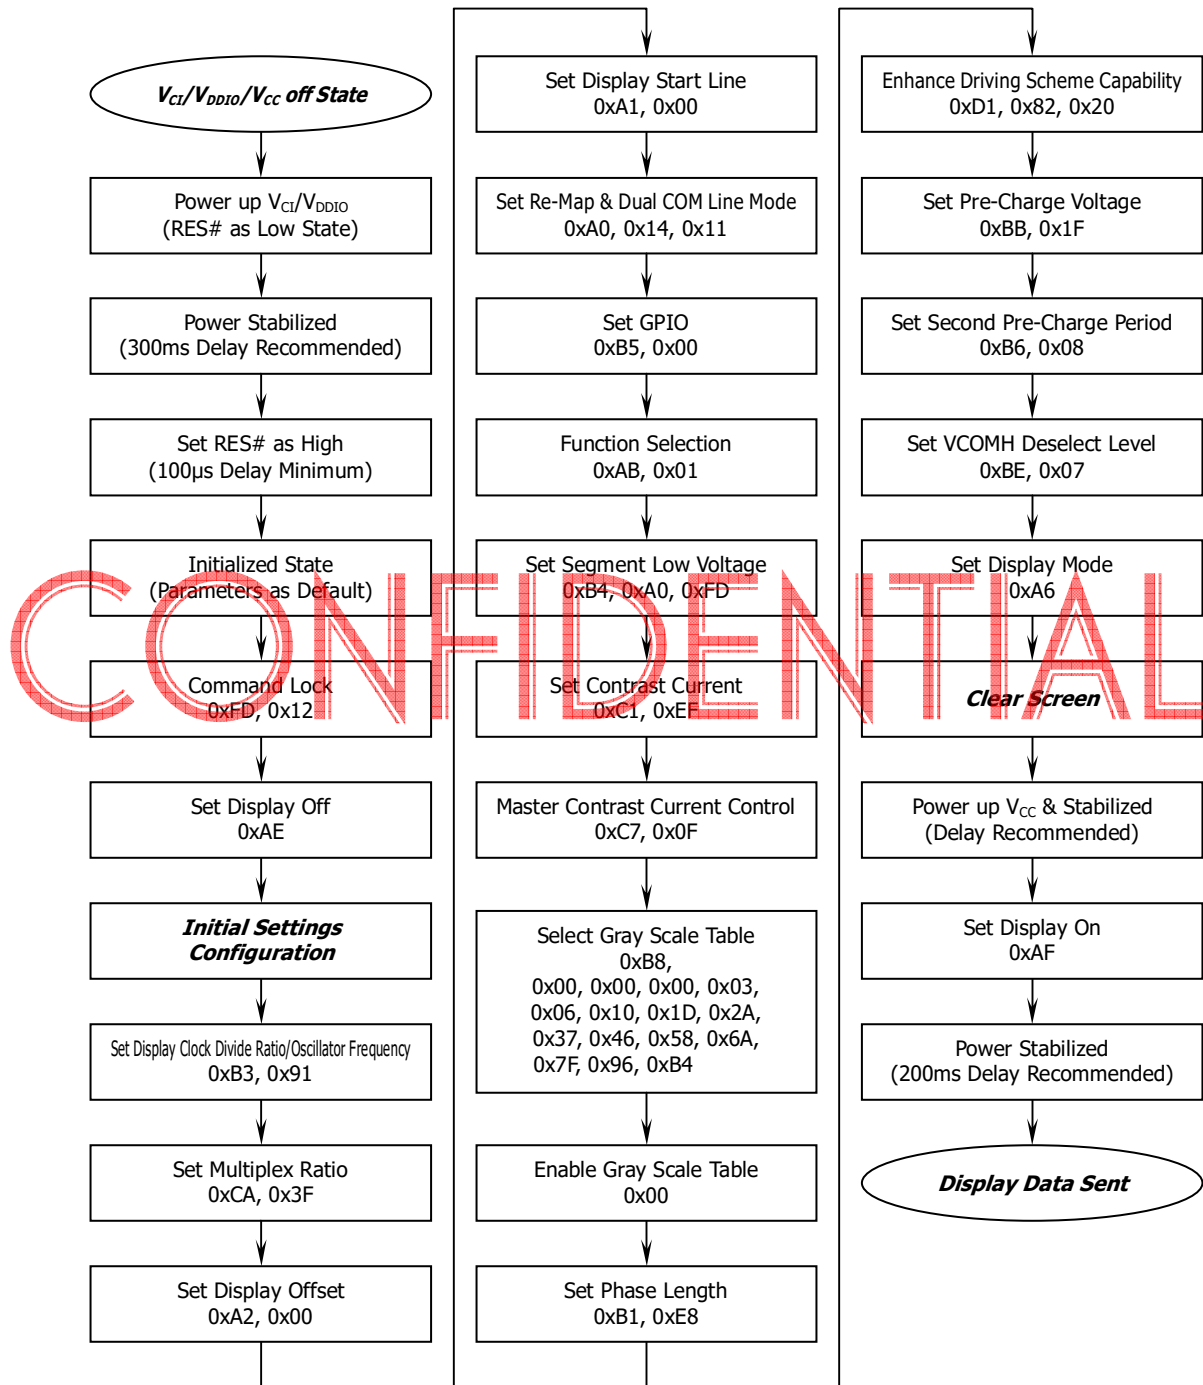 V_CI/V_DDIO/V_CC off State
Power up V_CI/V_DDIO
(RES# as Low State)
Power Stabilized
(300ms Delay Recommended)
Set RES# as High
(100µs Delay Minimum)
Initialized State
(Parameters as Default)
Command Lock
0xFD, 0x12
Set Display Off
0xAE
Initial Settings
Configuration
Set Display Clock Divide Ratio/Oscillator Frequency
0xB3, 0x91
Set Multiplex Ratio
0xCA, 0x3F
Set Display Offset
0xA2, 0x00
Set Display Start Line
0xA1, 0x00
Set Re-Map & Dual COM Line Mode
0xA0, 0x14, 0x11
Set GPIO
0xB5, 0x00
Function Selection
0xAB, 0x01
Set Segment Low Voltage
0xB4, 0xA0, 0xFD
Set Contrast Current
0xC1, 0xEF
Master Contrast Current Control
0xC7, 0x0F
Select Gray Scale Table
0xB8,
0x00, 0x00, 0x00, 0x03,
0x06, 0x10, 0x1D, 0x2A,
0x37, 0x46, 0x58, 0x6A,
0x7F, 0x96, 0xB4
Enable Gray Scale Table
0x00
Set Phase Length
0xB1, 0xE8
Enhance Driving Scheme Capability
0xD1, 0x82, 0x20
Set Pre-Charge Voltage
0xBB, 0x1F
Set Second Pre-Charge Period
0xB6, 0x08
Set VCOMH Deselect Level
0xBE, 0x07
Set Display Mode
0xA6
Clear Screen
Power up V_CC & Stabilized
(Delay Recommended)
Set Display On
0xAF
Power Stabilized
(200ms Delay Recommended)
Display Data Sent
CONFIDENTIAL